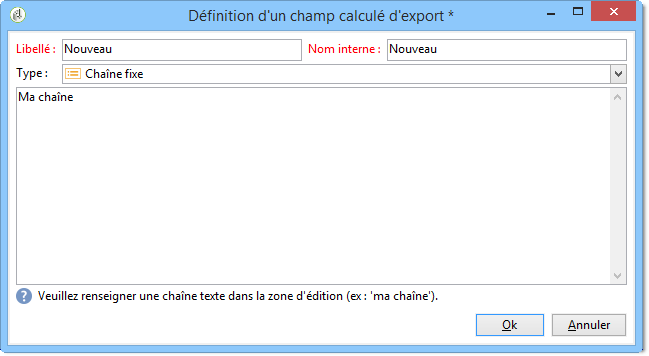 Définition d'un champ calculé d'export *
Libellé : Nouveau Nom interne : Nouveau
Type : Chaîne fixe
Ma chaîne
Veuillez renseigner une chaîne texte dans la zone d'édition (ex : 'ma chaîne').
Ok Annuler